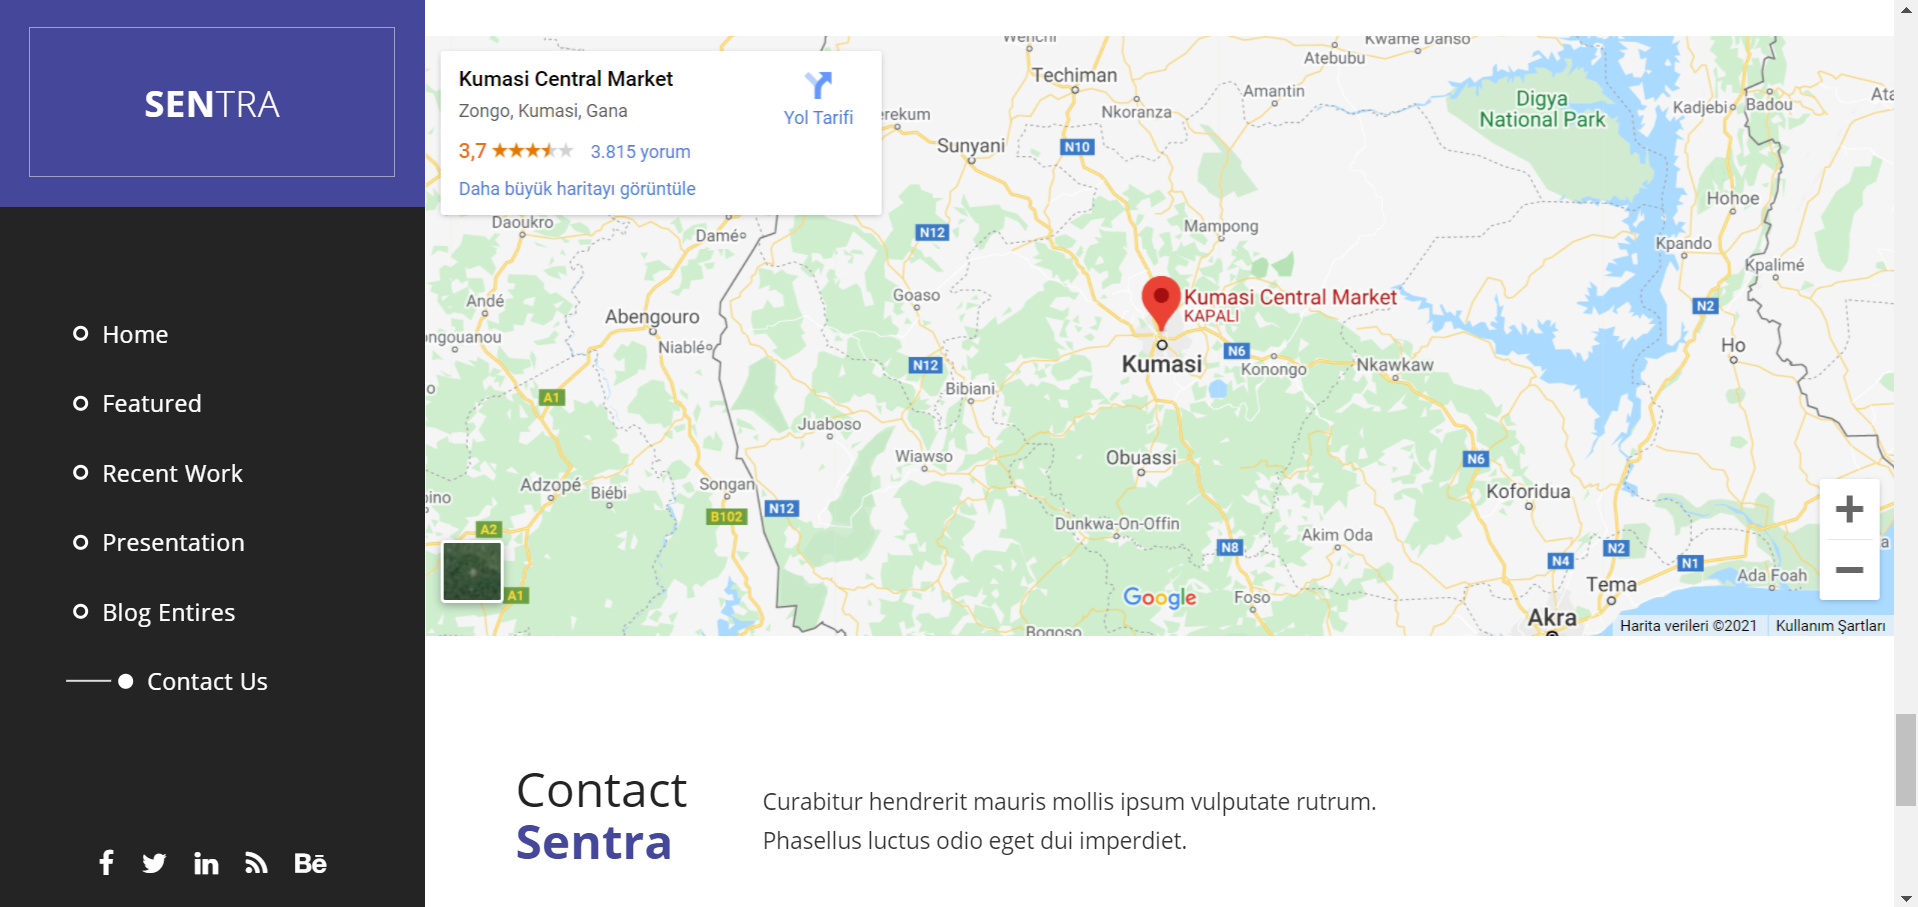 SENTRA
Home
Featured
Recent Work
Presentation
Blog Entires
Contact Us
Bē
Kumasi Central Market
Zongo, Kumasi, Gana
3,7
3.815 yorum
Daha büyük haritayı görüntüle
Yol Tarifi
Kwame Danso
Atebubu
Techiman
Amantin
Nkoranza
Digya
National Park
Kadjebi
Badou
Sunyani
N10
Hohoe
Daoukro
Damé
N12
Mampong
Kpando
Kpalimé
Andé
Goaso
Kumasi Central Market
KAPALI
N2
Abengouro
Niablé
Kumasi
N6
Konongo
Nkawkaw
Ho
N12
Bibiani
A1
Juaboso
Wiawso
Obuassi
N6
Adzopé
Biébi
Songan
B102
N12
Koforidua
A2
Dunkwa-On-Offin
N8
Akim Oda
N4
N2
N1
Tema
Ada Foah
A1
Google
Foso
Akra
Harita verileri ©2021
Kullanım Şartları
Contact
Sentra
Curabitur hendrerit mauris mollis ipsum vulputate rutrum.
Phasellus luctus odio eget dui imperdiet.